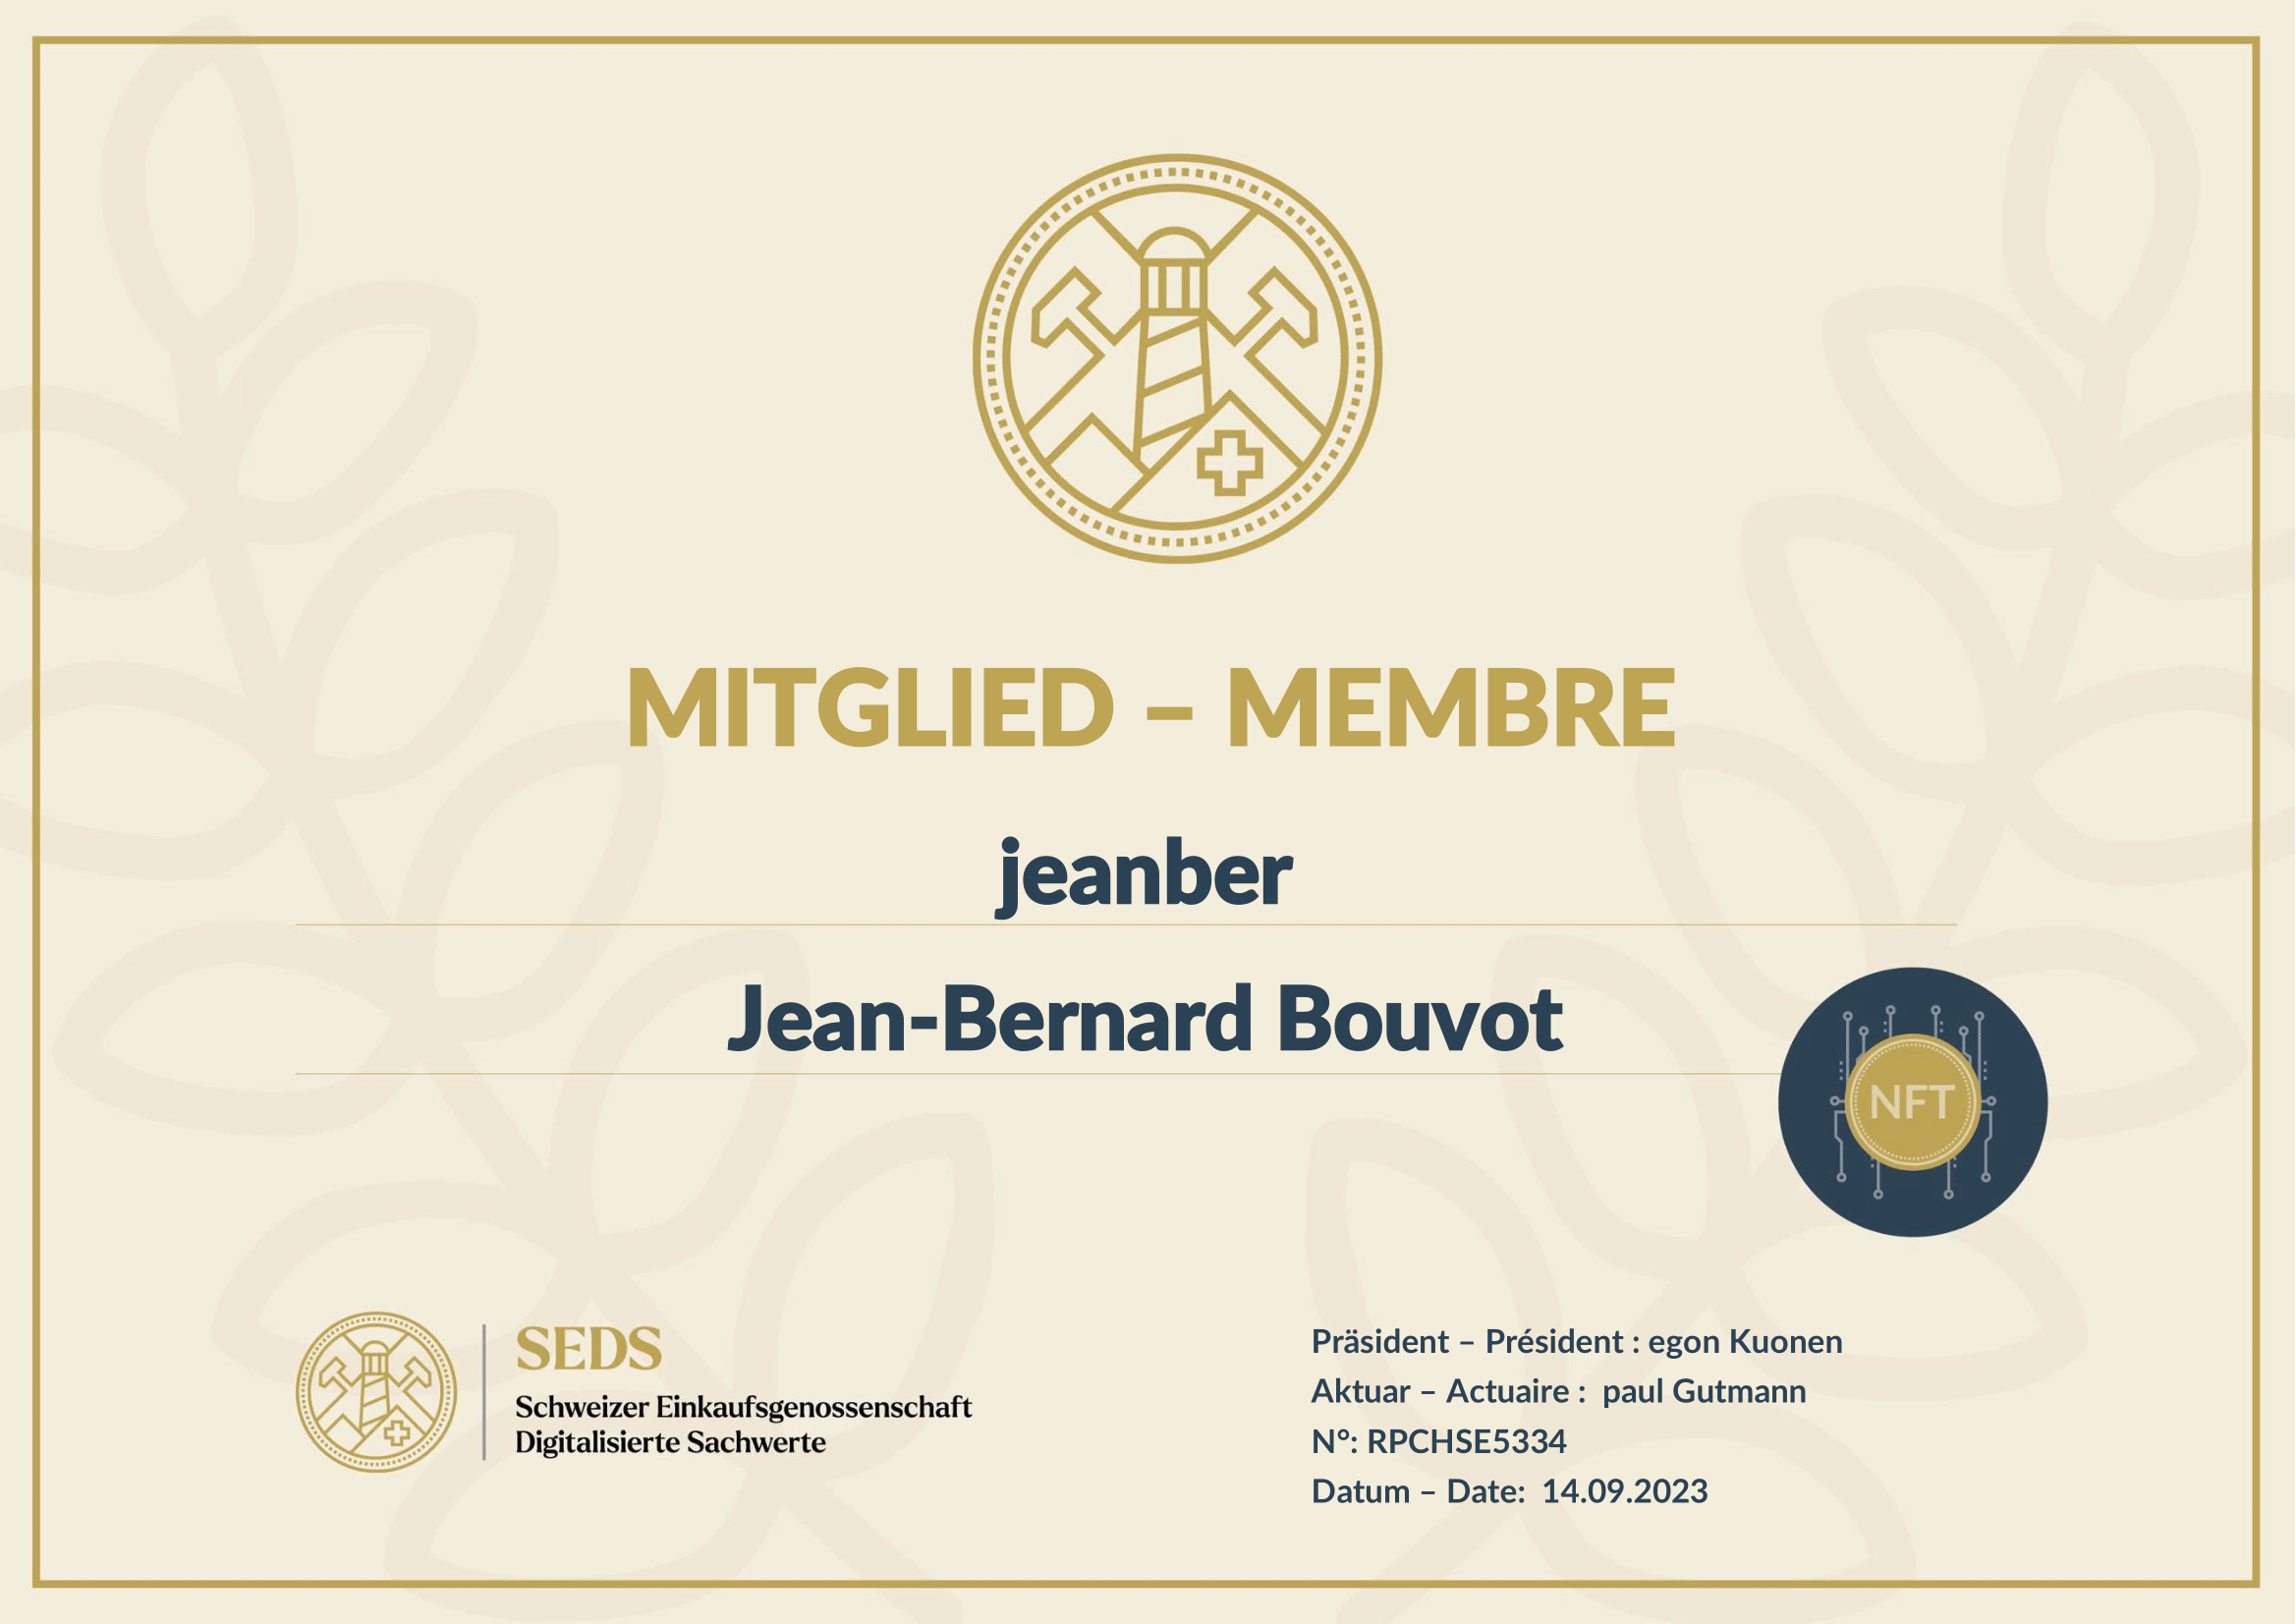 MITGLIED – MEMBRE
jeanber
Jean-Bernard Bouvot
NFT
SEDS
Schweizer Einkaufsgenossenschaft
Digitalisierte Sachwerte
Präsident – Président : egon Kuonen
Aktuar – Actuaire :  paul Gutmann
N°: RPCHSE5334
Datum – Date:  14.09.2023